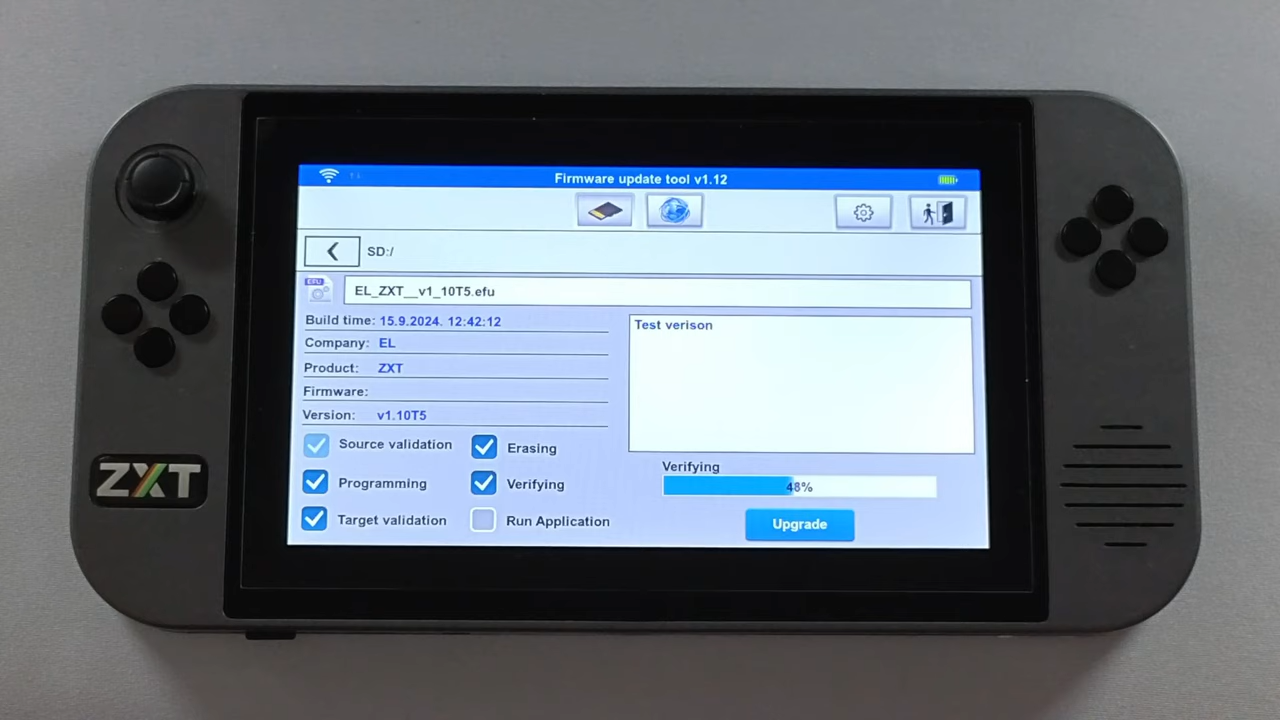 Firmware update tool v1.12
SD:/
EFU
EL_ZXT__v1_10T5.efu
Build time: 15.9.2024. 12:42:12
Company: EL
Product: ZXT
Firmware:
Version: v1.10T5
Test verison
Source validation
Erasing
Programming
Verifying
Target validation
Run Application
Verifying
48%
Upgrade
ZXT